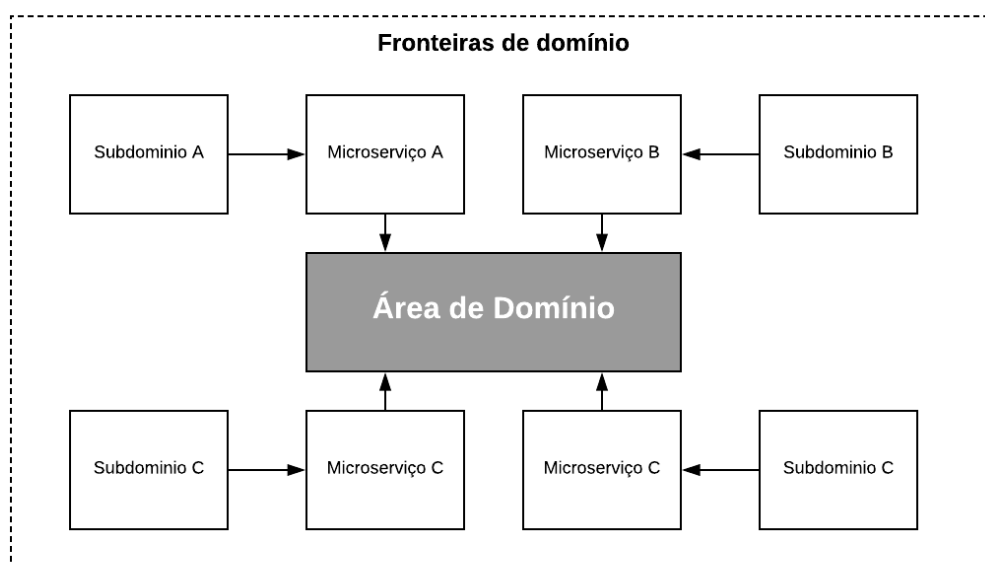 Fronteiras de domínio
Subdominio A
Microserviço A
Microserviço B
Subdominio B
Área de Domínio
Subdominio C
Microserviço C
Microserviço C
Subdominio C